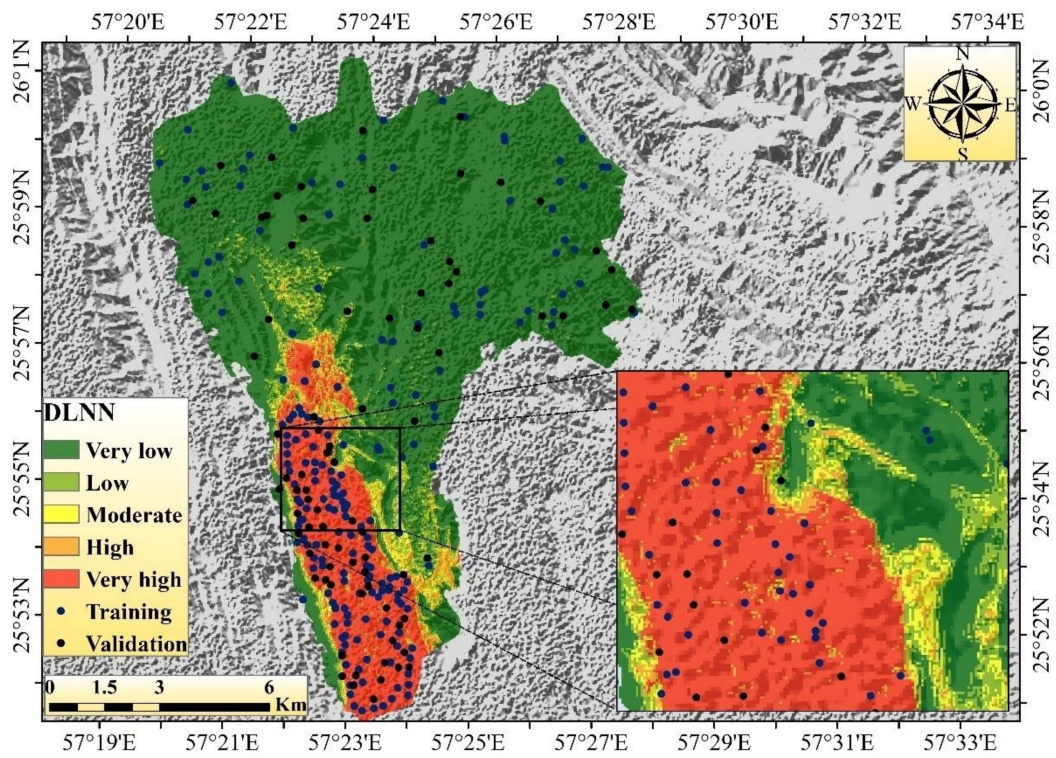 57°20'E 57°22'E 57°24'E 57°26'E 57°28'E 57°30'E 57°32'E 57°34'E
26°1'N
25°59'N
25°57'N
25°55'N
25°53'N
N
W E
S
26°0'N
25°58'N
25°56'N
25°54'N
25°52'N
DLNN
Very low
Low
Moderate
High
Very high
Training
Validation
0 1.5 3 6
Km
57°19'E 57°21'E 57°23'E 57°25'E 57°27'E 57°29'E 57°31'E 57°33'E